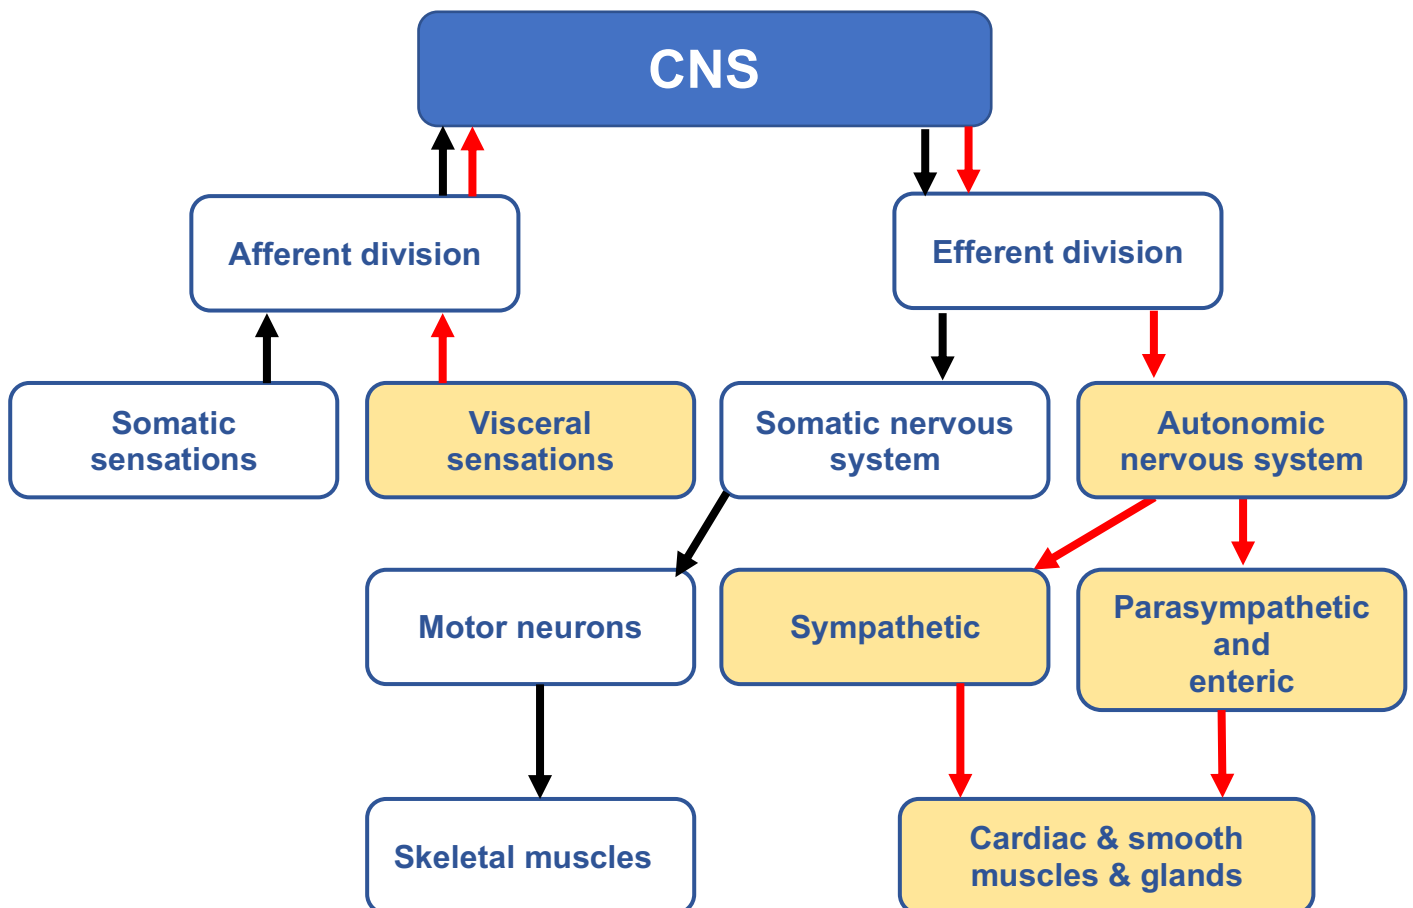 CNS
Afferent division
Efferent division
Somatic
sensations
Visceral
sensations
Somatic nervous
system
Autonomic
nervous system
Motor neurons
Sympathetic
Parasympathetic
and
enteric
Skeletal muscles
Cardiac & smooth
muscles & glands